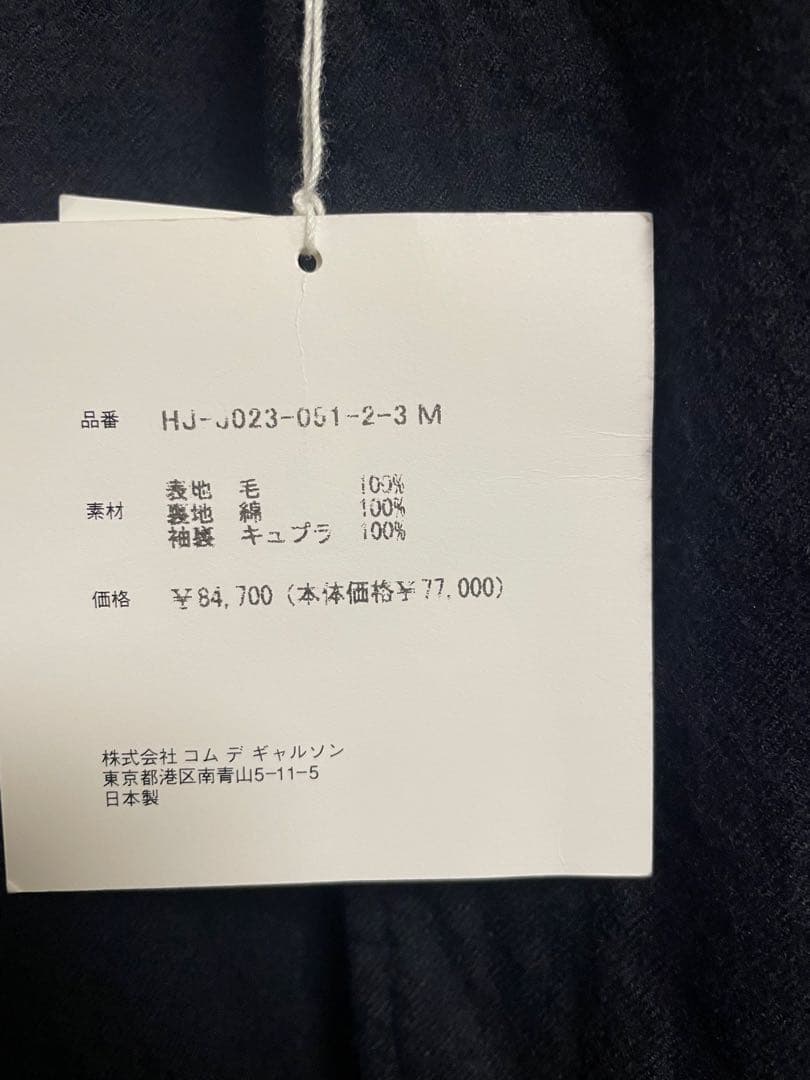 品番 HJ-J023-051-2-3 M
素材 表地 毛 100%
裏地 綿 100%
袖裏 キュプラ 100%
価格 ¥84,700 (本体価格¥77,000)
株式会社 コム デ ギャルソン
東京都港区南青山5-11-5
日本製